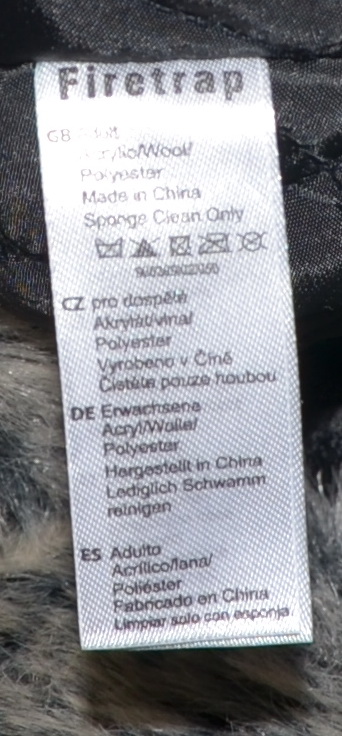 Firetrap
GB Adult
Acrylic/Wool/
Polyester
Made in China
Sponge Clean Only
CZ pro dospělé
Akrylát/vlna/
Polyester
Vyrobeno v Číně
Čistěte pouze houbou
DE Erwachsene
Acryl/Wolle/
Polyester
Hergestellt in China
Lediglich Schwamm
reinigen
ES Adulto
Acrílico/lana/
Poliéster
Fabricado en China
Limpiar solo con esponja